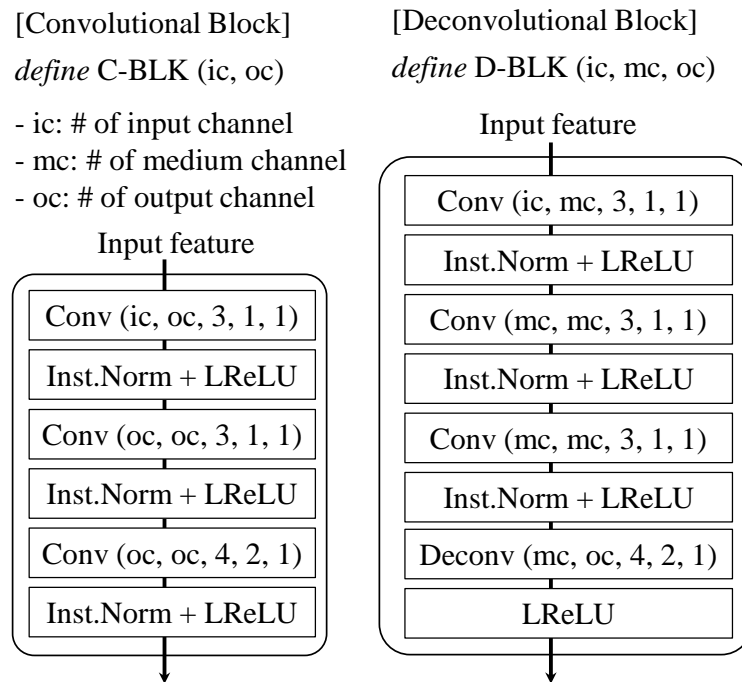 [Convolutional Block]
define C-BLK (ic, oc)
- ic: # of input channel
- mc: # of medium channel
- oc: # of output channel
Input feature
Conv (ic, oc, 3, 1, 1)
Inst.Norm + LReLU
Conv (oc, oc, 3, 1, 1)
Inst.Norm + LReLU
Conv (oc, oc, 4, 2, 1)
Inst.Norm + LReLU
[Deconvolutional Block]
define D-BLK (ic, mc, oc)
Input feature
Conv (ic, mc, 3, 1, 1)
Inst.Norm + LReLU
Conv (mc, mc, 3, 1, 1)
Inst.Norm + LReLU
Conv (mc, mc, 3, 1, 1)
Inst.Norm + LReLU
Deconv (mc, oc, 4, 2, 1)
LReLU